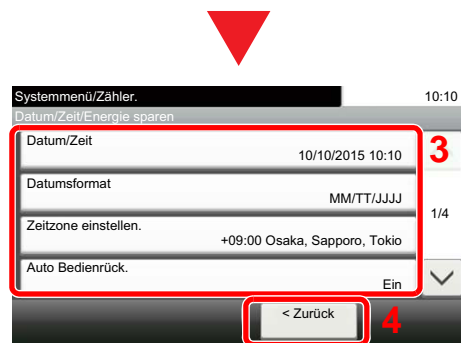 Systemmenü/Zähler.
10:10
Datum/Zeit/Energie sparen
Datum/Zeit
10/10/2015 10:10
3
Datumsformat
MM/TT/JJJJ
1/4
Zeitzone einstellen.
+09:00 Osaka, Sapporo, Tokio
Auto Bedienrück.
Ein
< Zurück
4